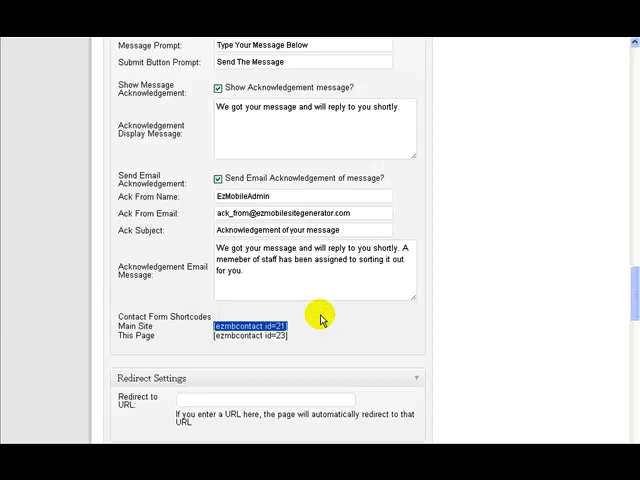 Message Prompt: Type Your Message Below
Submit Button Prompt: Send The Message
Show Message
Acknowledgement:
Show Acknowledgement message?
Acknowledgement
Display Message:
We got your message and will reply to you shortly.
Send Email
Acknowledgement:
Send Email Acknowledgement of message?
Ack From Name: EzMobileAdmin
Ack From Email: ack_from@ezmobilesitegenerator.com
Ack Subject: Acknowledgement of your message
Acknowledgement Email
Message:
We got your message and will reply to you shortly. A
memeber of staff has been assigned to sorting it out
for you.
Contact Form Shortcodes
Main Site [ezmbcontact id=21]
This Page [ezmbcontact id=23]
Redirect Settings
Redirect to
URL:
If you enter a URL here, the page will automatically redirect to that
URL